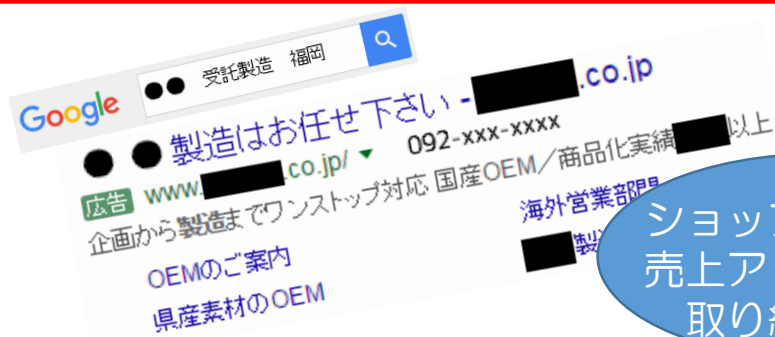 Google
●● 受託製造 福岡
●●製造はお任せ下さい - .co.jp
広告 www. .co.jp/ 092-xxx-xxxx
企画から製造までワンストップ対応 国産OEM/商品化実績 以上
OEMのご案内
海外営業部門
県産素材のOEM
製
ショップ
売上ア
取り